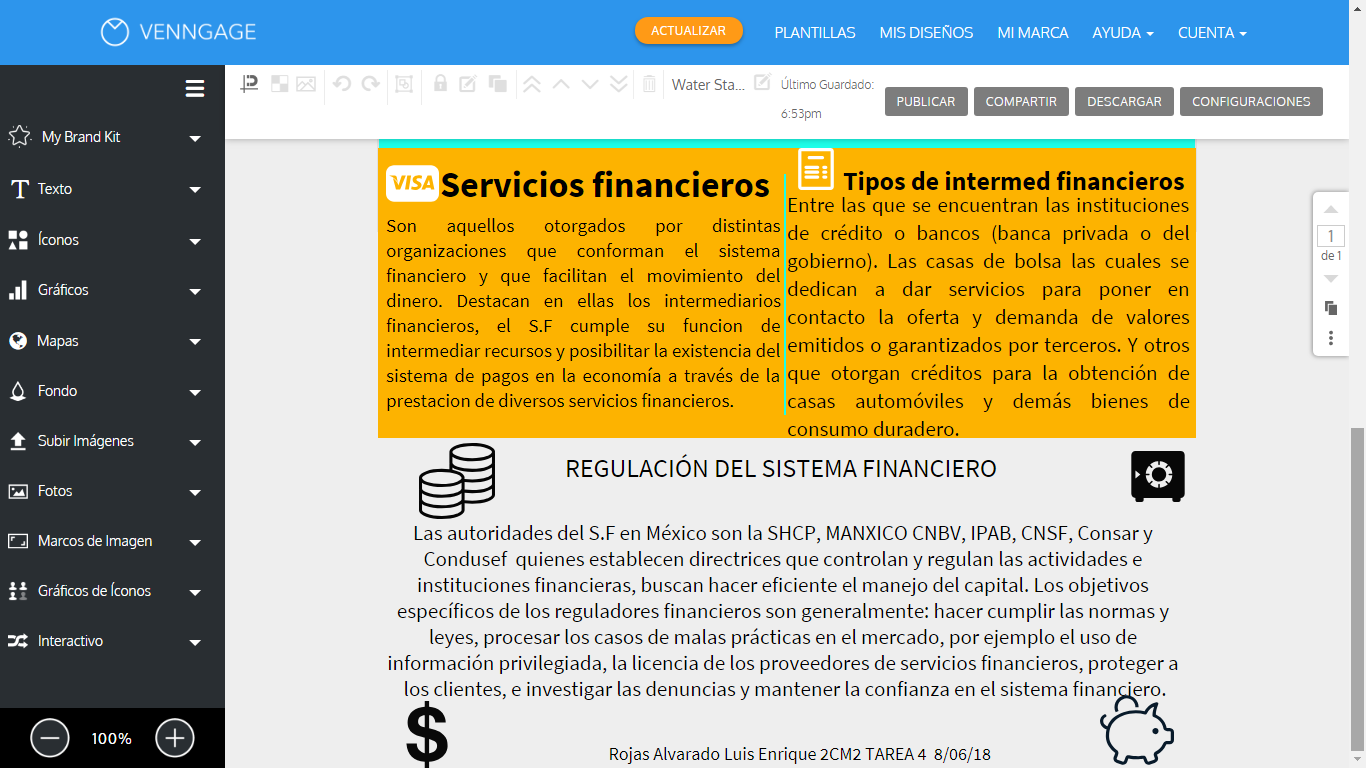 VENNGAGE
ACTUALIZAR
PLANTILLAS
MIS DISEÑOS
MI MARCA
AYUDA
CUENTA
Water Sta...
Último Guardado:
6:53pm
PUBLICAR
COMPARTIR
DESCARGAR
CONFIGURACIONES
My Brand Kit
Texto
Íconos
Gráficos
Mapas
Fondo
Subir Imágenes
Fotos
Marcos de Imagen
Gráficos de Íconos
Interactivo
100%
VISA
Servicios financieros
Son aquellos otorgados por distintas
organizaciones que conforman el sistema
financiero y que facilitan el movimiento del
dinero. Destacan en ellas los intermediarios
financieros, el S.F cumple su funcion de
intermediar recursos y posibilitar la existencia del
sistema de pagos en la economía a través de la
prestacion de diversos servicios financieros.
Tipos de intermed financieros
Entre las que se encuentran las instituciones
de crédito o bancos (banca privada o del
gobierno). Las casas de bolsa las cuales se
dedican a dar servicios para poner en
contacto la oferta y demanda de valores
emitidos o garantizados por terceros. Y otros
que otorgan créditos para la obtención de
casas automóviles y demás bienes de
consumo duradero.
REGULACIÓN DEL SISTEMA FINANCIERO
Las autoridades del S.F en México son la SHCP, MANXICO CNBV, IPAB, CNSF, Consar y
Condusef quienes establecen directrices que controlan y regulan las actividades e
instituciones financieras, buscan hacer eficiente el manejo del capital. Los objetivos
específicos de los reguladores financieros son generalmente: hacer cumplir las normas y
leyes, procesar los casos de malas prácticas en el mercado, por ejemplo el uso de
información privilegiada, la licencia de los proveedores de servicios financieros, proteger a
los clientes, e investigar las denuncias y mantener la confianza en el sistema financiero.
$
Rojas Alvarado Luis Enrique 2CM2 TAREA 4 8/06/18
1
de 1